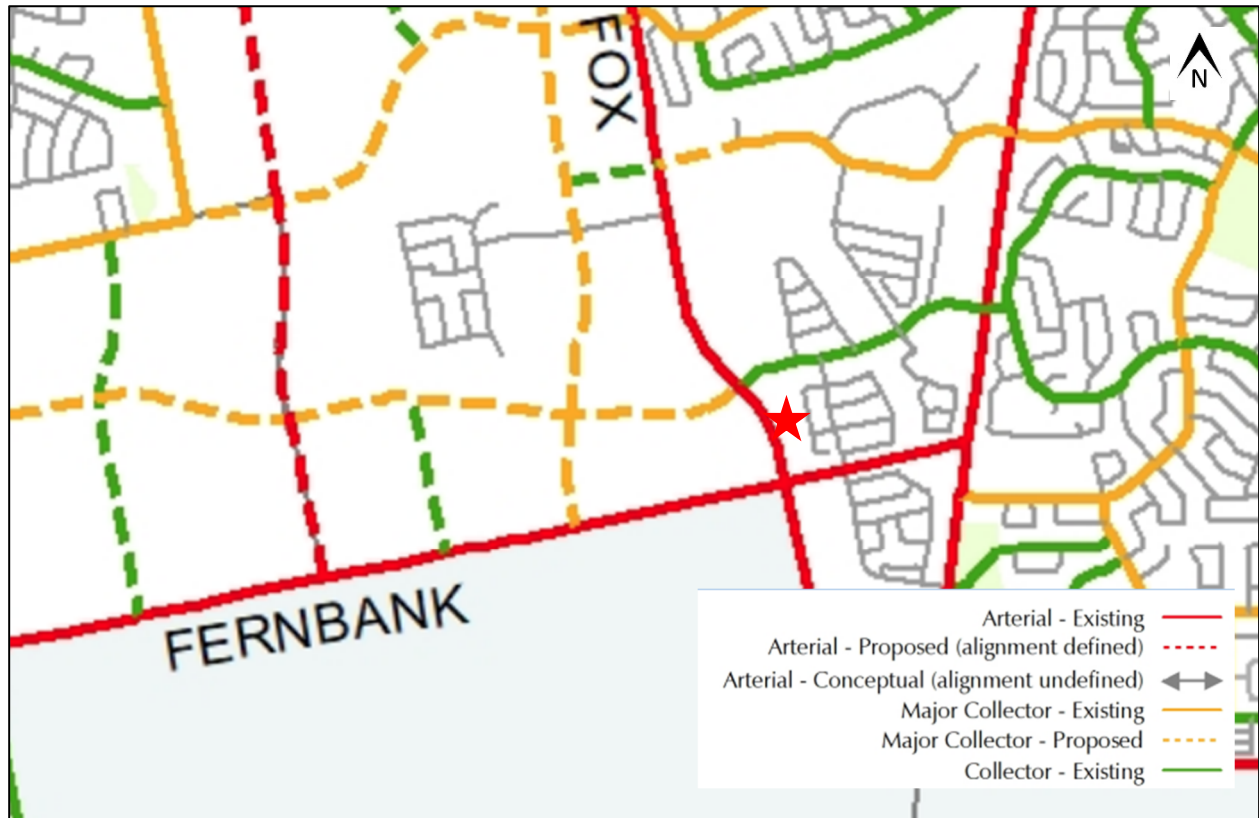 FOX
N
FERNBANK
Arterial - Existing
Arterial - Proposed (alignment defined)
Arterial - Conceptual (alignment undefined)
Major Collector - Existing
Major Collector - Proposed
Collector - Existing